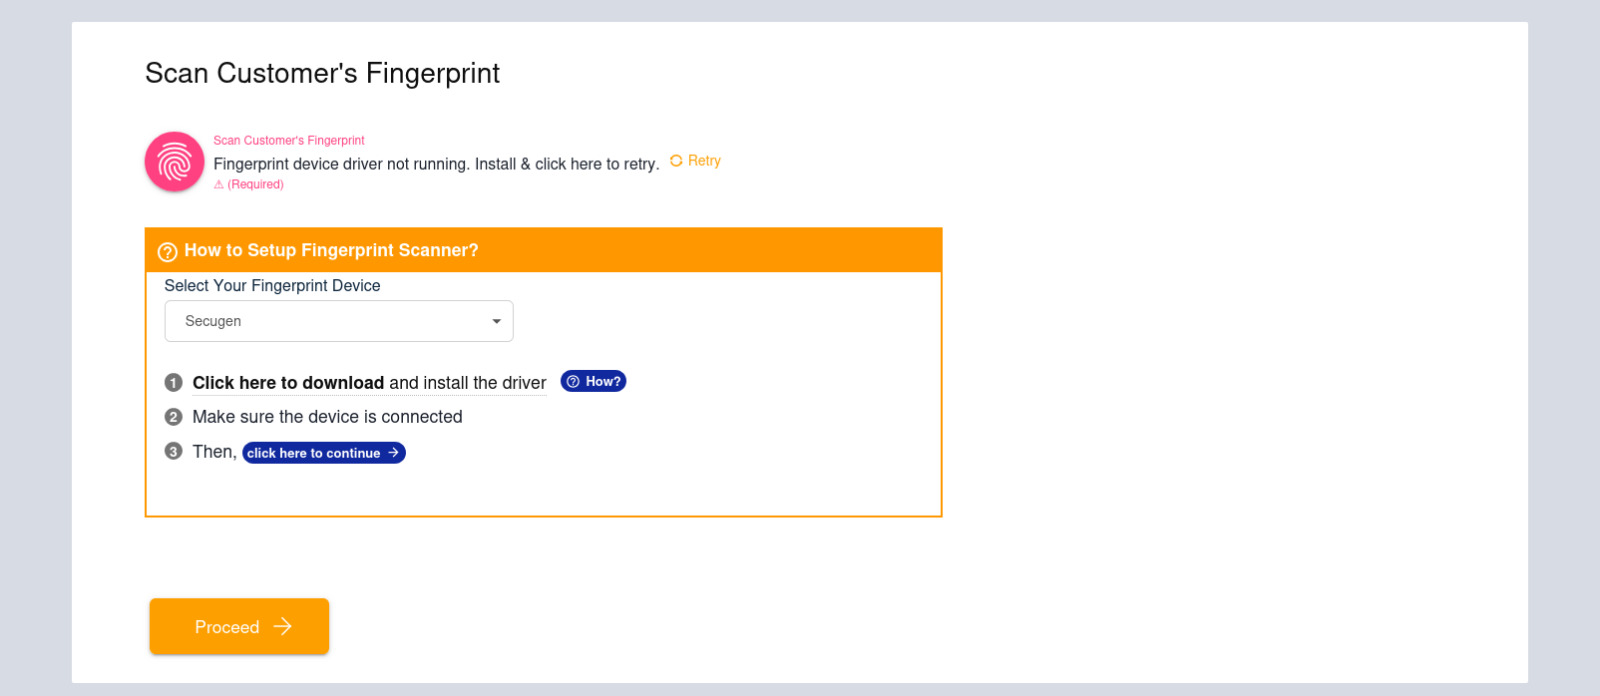 Scan Customer's Fingerprint
Scan Customer's Fingerprint
Fingerprint device driver not running. Install & click here to retry. Retry
⚠ (Required)
How to Setup Fingerprint Scanner?
Select Your Fingerprint Device
Secugen
1 Click here to download and install the driver How?
2 Make sure the device is connected
3 Then, click here to continue →
Proceed →